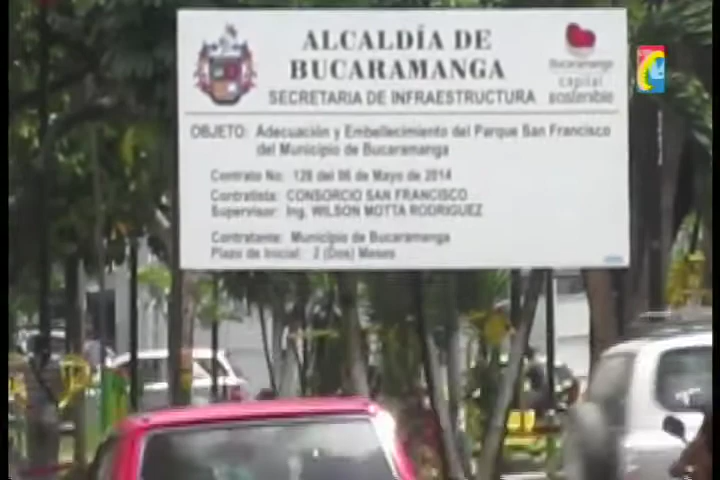 ALCALDÍA DE
BUCARAMANGA
SECRETARIA DE INFRAESTRUCTURA
Bucaramanga
capital
sostenible
OBJETO: Adecuación y Embellecimiento del Parque San Francisco
del Municipio de Bucaramanga
Contrato No: 128 del 06 de Mayo de 2014
Contratista: CONSORCIO SAN FRANCISCO
Supervisor: Ing. WILSON MOTTA RODRIGUEZ
Contratante: Municipio de Bucaramanga
Plazo de Inicial: 2 (Dos) Meses